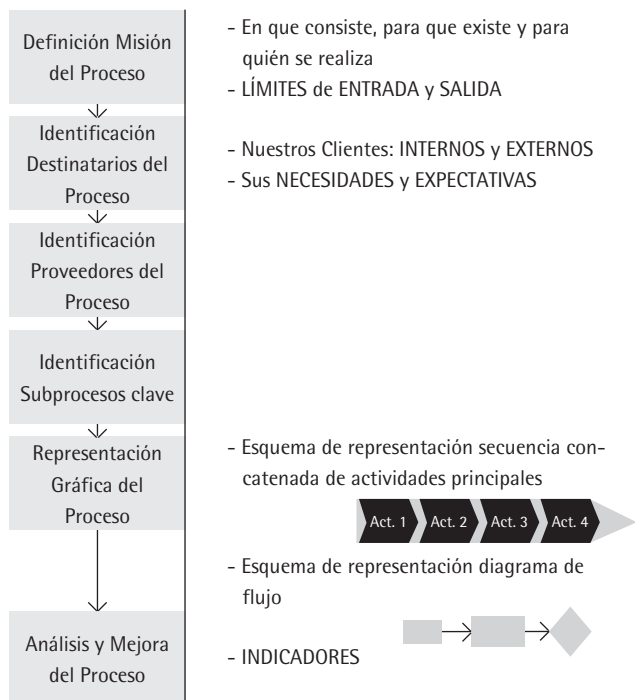 Definición Misión
del Proceso
- En que consiste, para que existe y para
quién se realiza
- LÍMITES de ENTRADA y SALIDA
Identificación
Destinatarios del
Proceso
- Nuestros Clientes: INTERNOS y EXTERNOS
- Sus NECESIDADES y EXPECTATIVAS
Identificación
Proveedores del
Proceso
Identificación
Subprocesos clave
Representación
Gráfica del
Proceso
- Esquema de representación secuencia con-
catenada de actividades principales
Act. 1 Act. 2 Act. 3 Act. 4
- Esquema de representación diagrama de
flujo
Análisis y Mejora
del Proceso
- INDICADORES